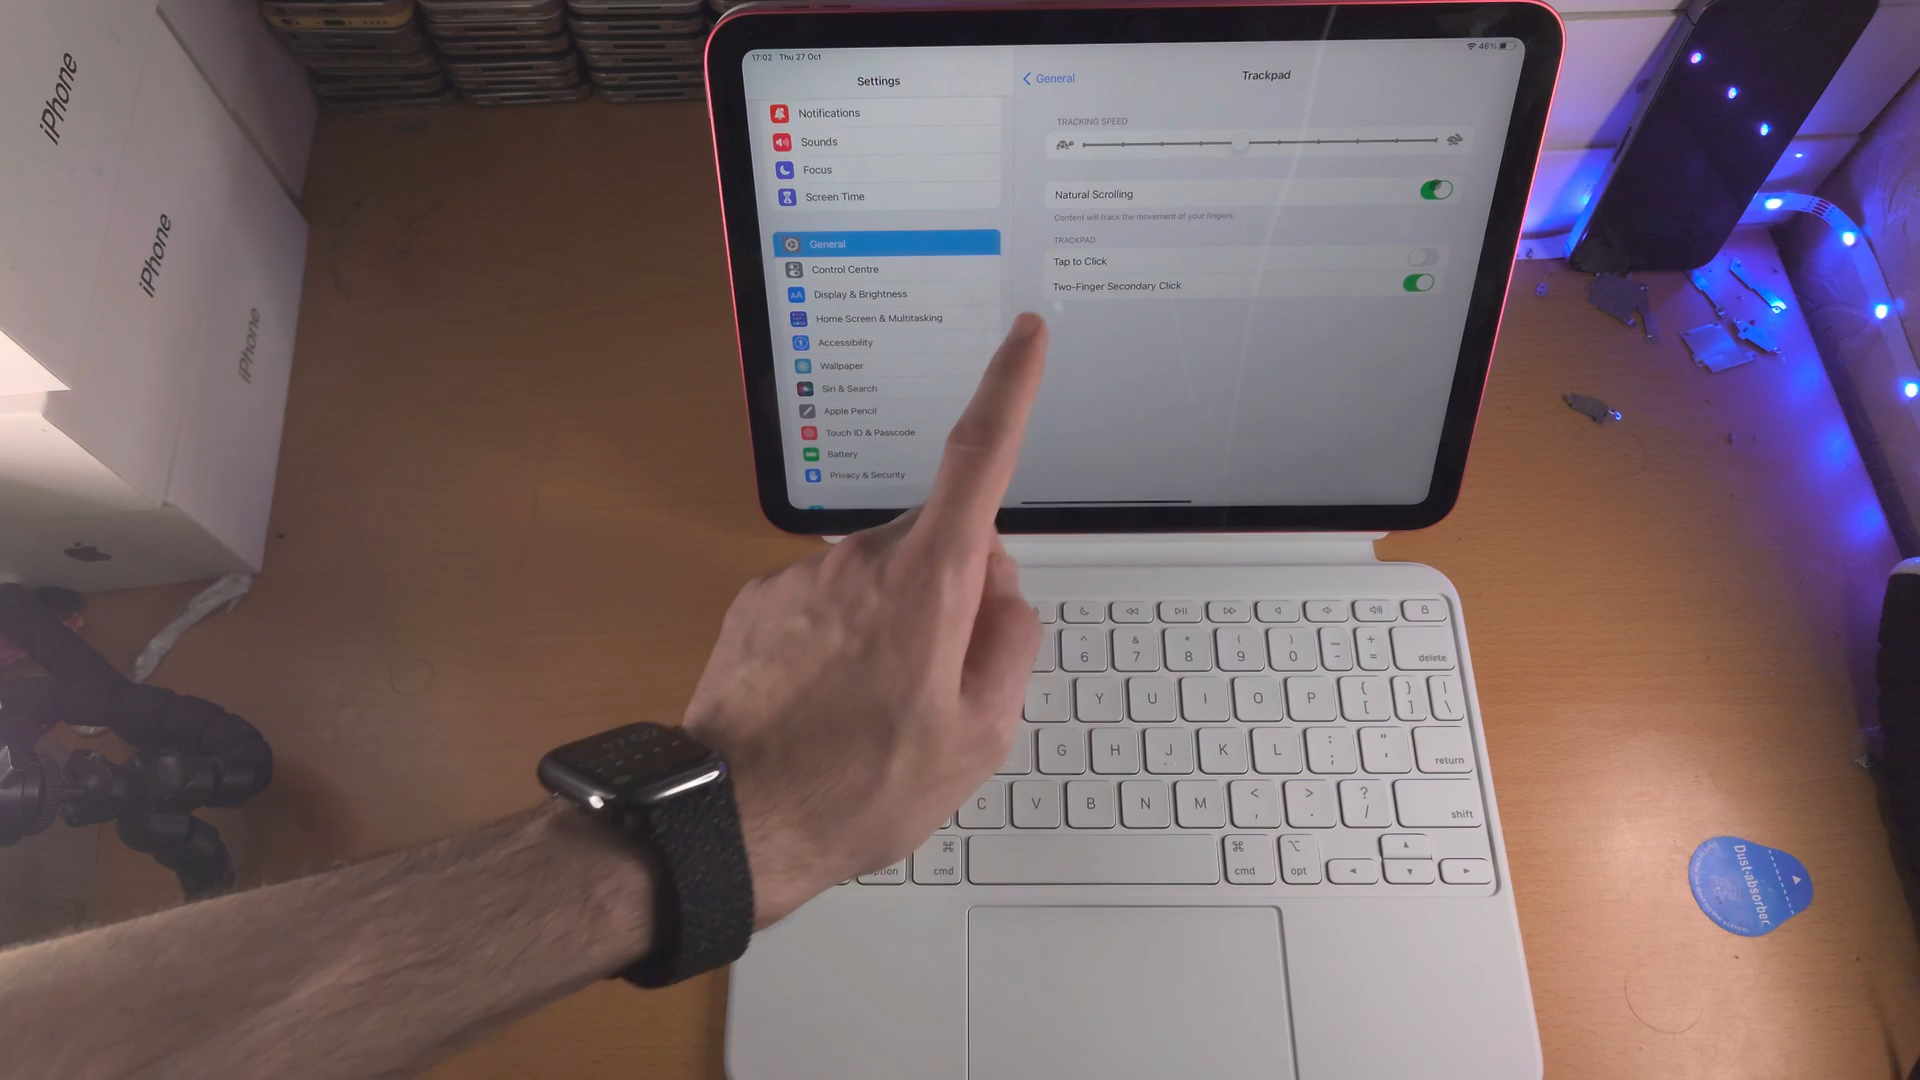 iPhone
iPhone
iPhone
17:02 Thu 27 Oct
46%
Settings
Notifications
Sounds
Focus
Screen Time
General
Control Centre
Display & Brightness
Home Screen & Multitasking
Accessibility
Wallpaper
Siri & Search
Apple Pencil
Touch ID & Passcode
Battery
Privacy & Security
General
Trackpad
TRACKING SPEED
Natural Scrolling
Content will track the movement of your fingers.
TRACKPAD
Tap to Click
Two-Finger Secondary Click
^ & * ( ) — +
6 7 8 9 0 - = delete
T Y U I O P { [ } ] | \
G H J K L : ; " ' return
C V B N M < , > . ? / shift
cmd cmd opt
Dust-absorber